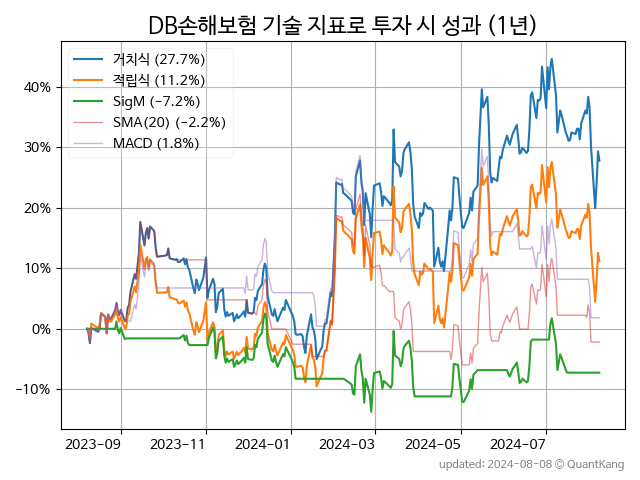 DB손해보험 기술 지표로 투자 시 성과 (1년)
거치식 (27.7%)
적립식 (11.2%)
SigM (−7.2%)
SMA(20) (−2.2%)
MACD (1.8%)
40%
30%
20%
10%
0%
−10%
2023-09 2023-11 2024-01 2024-03 2024-05 2024-07
updated: 2024-08-08 © QuantKang